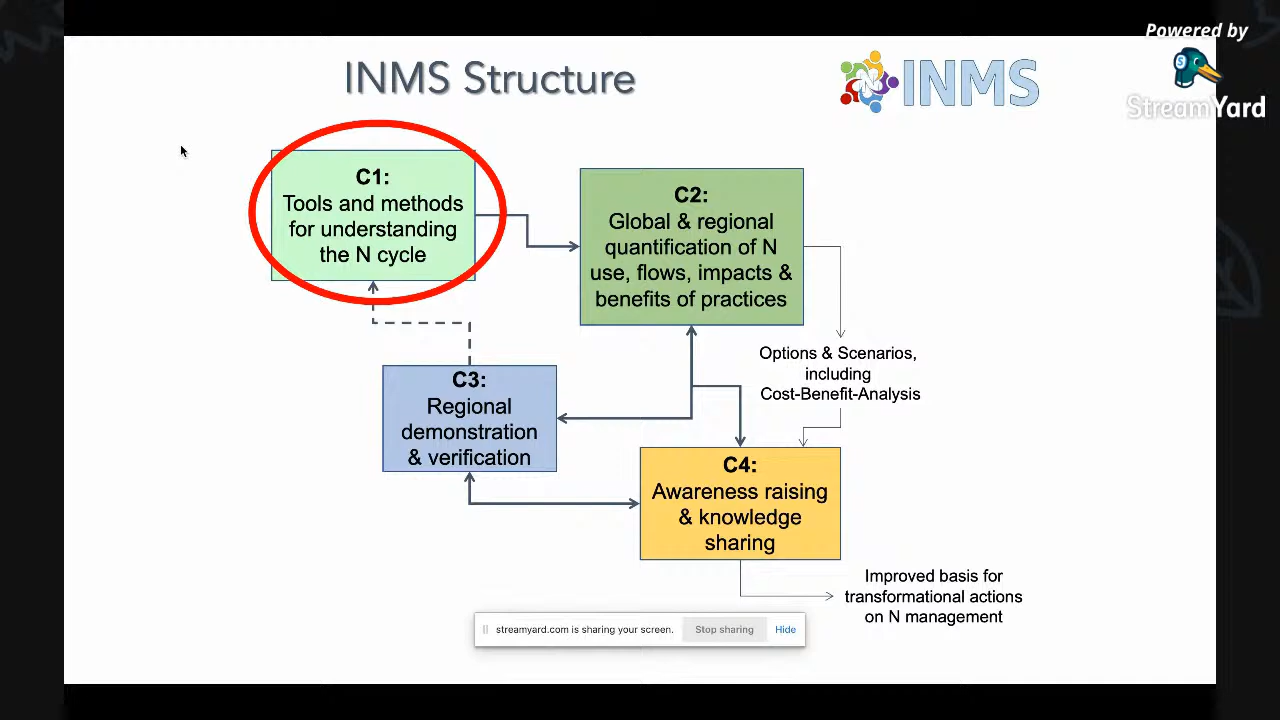 Powered by
StreamYard
INMS Structure
INMS
C1:
Tools and methods
for understanding
the N cycle
C2:
Global & regional
quantification of N
use, flows, impacts &
benefits of practices
Options & Scenarios,
including
Cost-Benefit-Analysis
C3:
Regional
demonstration
& verification
C4:
Awareness raising
& knowledge
sharing
Improved basis for
transformational actions
on N management
streamyard.com is sharing your screen. Stop sharing Hide